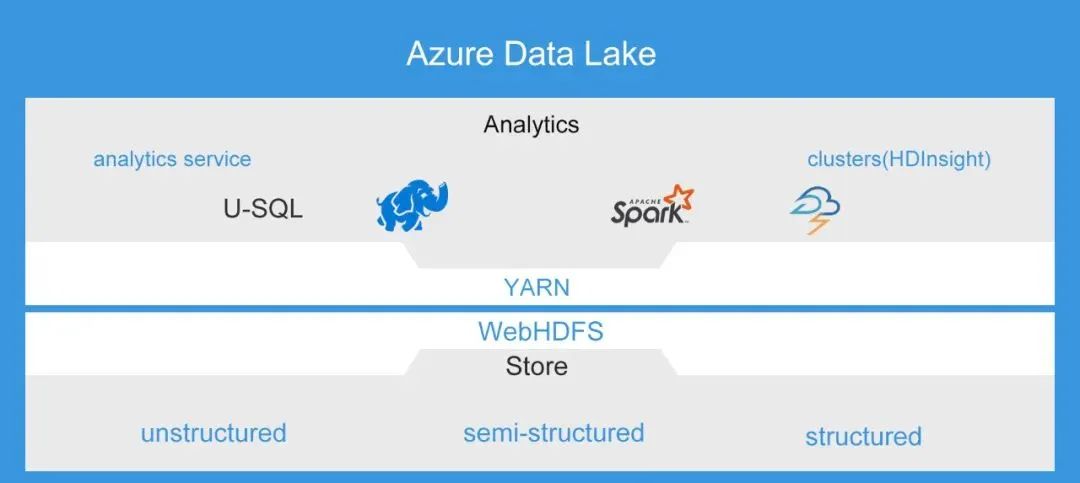 Azure Data Lake
Analytics
analytics service
clusters(HDInsight)
U-SQL
APACHE
Spark
YARN
WebHDFS
Store
unstructured
semi-structured
structured